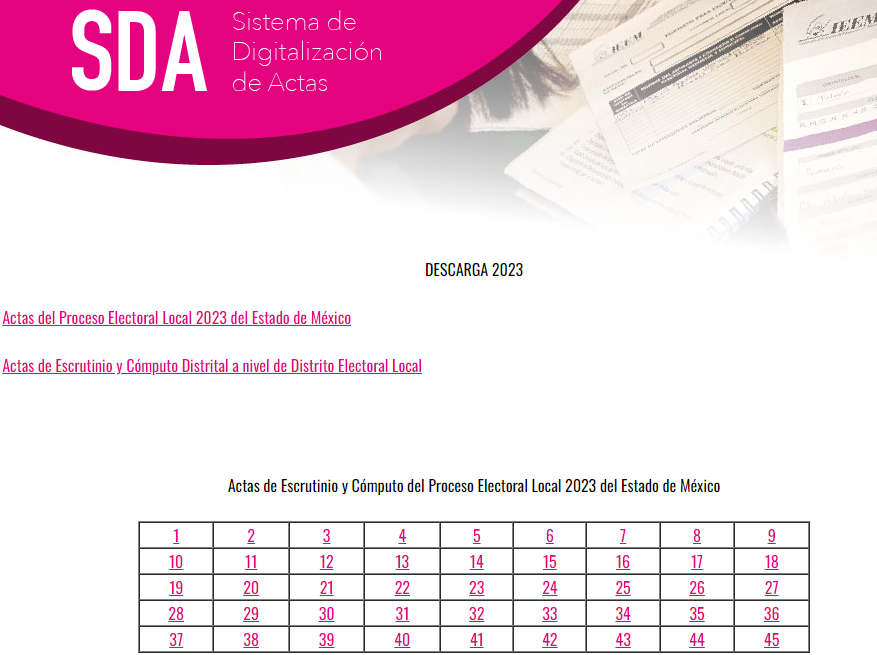 SDA
Sistema de
Digitalización
de Actas
IEEM
IEEM
DESCARGA 2023
Actas del Proceso Electoral Local 2023 del Estado de México
Actas de Escrutinio y Cómputo Distrital a nivel de Distrito Electoral Local
Actas de Escrutinio y Cómputo del Proceso Electoral Local 2023 del Estado de México
1 2 3 4 5 6 7 8 9
10 11 12 13 14 15 16 17 18
19 20 21 22 23 24 25 26 27
28 29 30 31 32 33 34 35 36
37 38 39 40 41 42 43 44 45